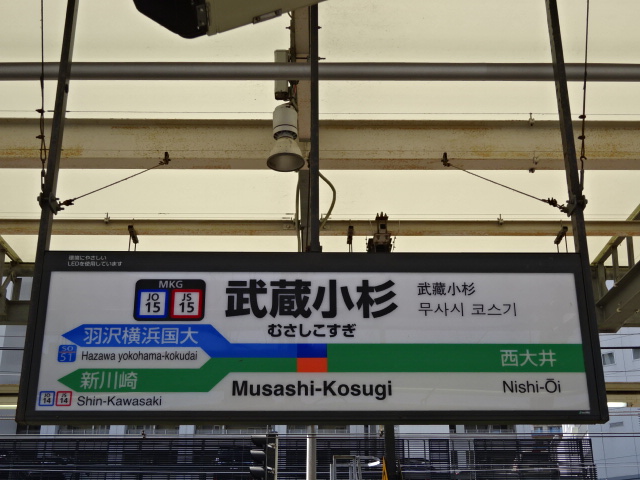 環境にやさしい
LEDを使用しています
MKG
JO 15
JS 15
武蔵小杉
むさしこすぎ
武蔵小杉
무사시 코스기
羽沢横浜国大
Hazawa yokohama-kokudai
SO 51
新川崎
JO 14
JS 14
Shin-Kawasaki
Musashi-Kosugi
西大井
Nishi-Ōi